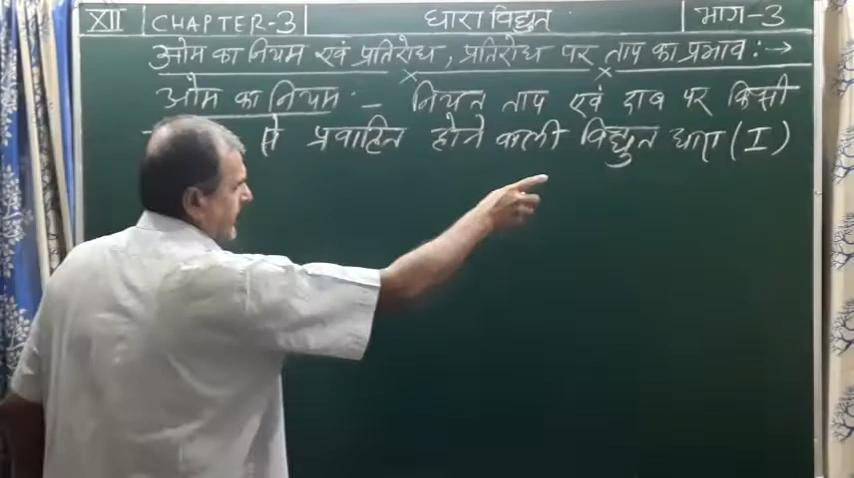 XII CHAPTER-3 धारा विद्युत भाग-3
ओम का नियम एवं प्रतिरोध, प्रतिरोध पर ताप का प्रभाव :- →
ओम का नियम - नियत ताप एवं दाब पर किसी
से प्रवाहित होने वाली विद्युत धारा (I)